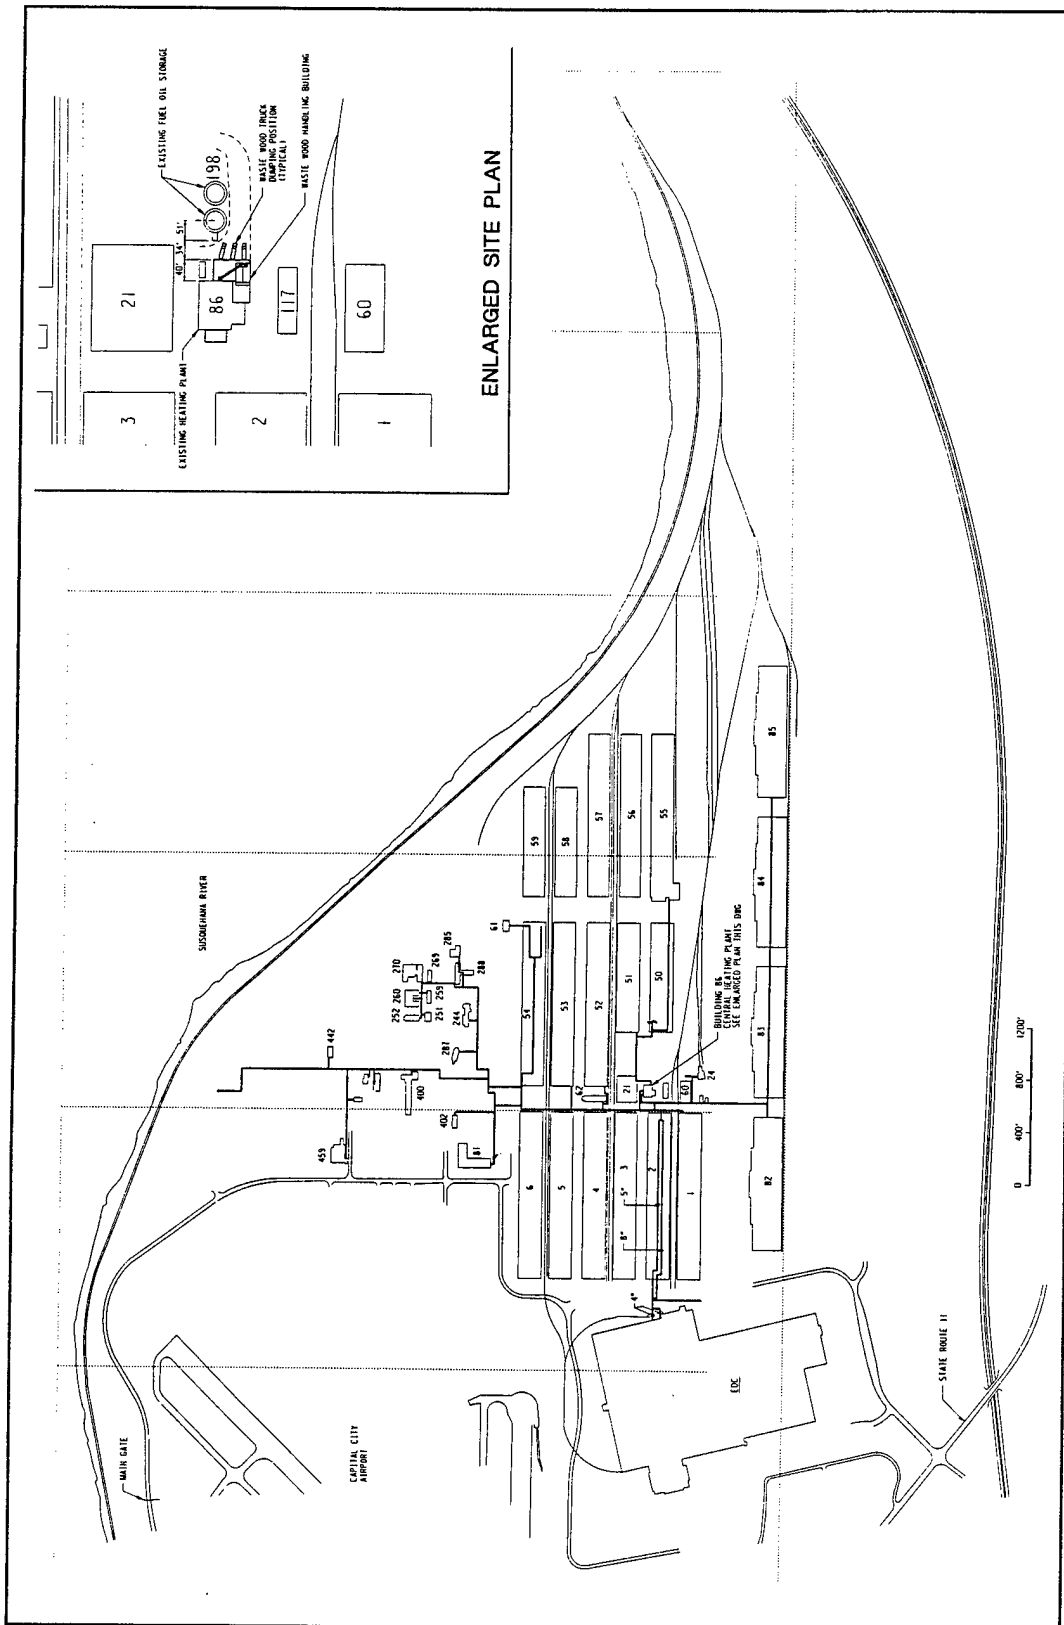 ENLARGED SITE PLAN
EXISTING FUEL OIL STORAGE
WASTE WOOD TRUCK
DUMPING POSITION
(TYPICAL)
WASTE WOOD HANDLING BUILDING
EXISTING HEATING PLANT
40' 34' 51'
198
21
86
117
60
3
2
1
SUSQUEHANA RIVER
MAIN GATE
CAPITAL CITY
AIRPORT
STATE ROUTE 11
EDC
BUILDING 86
CENTRAL HEATING PLANT
SEE ENLARGED PLAN THIS DWG
442
459
400
402
81
287
244
252
260
270
251
259
269
285
288
61
62
54
53
52
51
50
59
58
57
56
55
6
5
4
3
2
1
21
60
24
82
83
84
85
8"
5"
4"
0 400' 800' 1200'